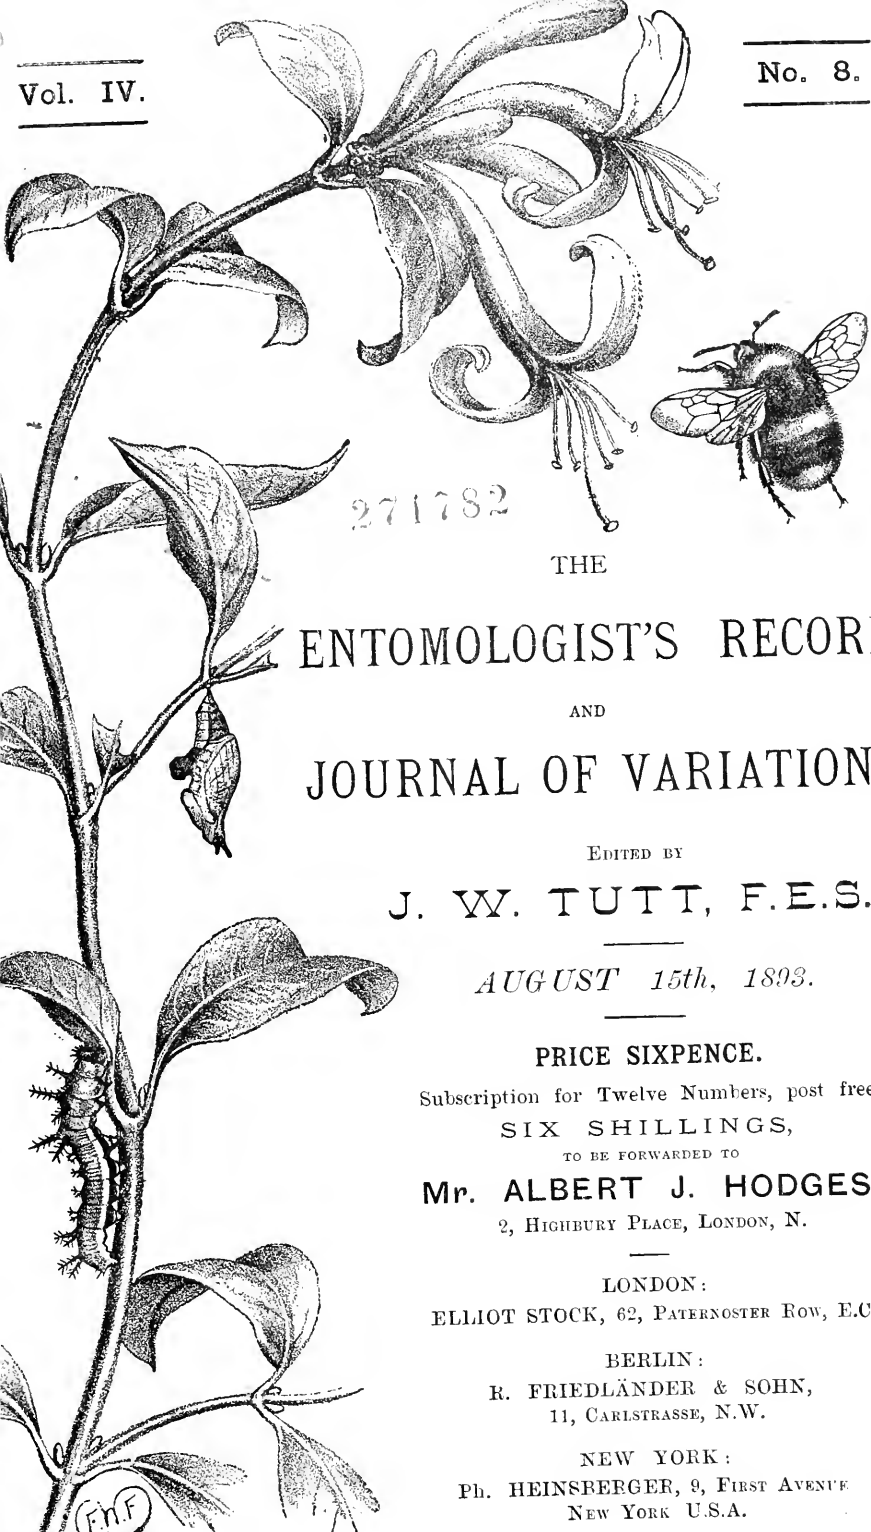 Vol. IV.
No. 8.
271782
THE
ENTOMOLOGIST'S RECOR
AND
JOURNAL OF VARIATION
EDITED BY
J. W. TUTT, F.E.S.
AUGUST 15th, 1893.
PRICE SIXPENCE.
Subscription for Twelve Numbers, post free
SIX SHILLINGS,
TO BE FORWARDED TO
Mr. ALBERT J. HODGES
2, HIGHBURY PLACE, LONDON, N.
LONDON:
ELLIOT STOCK, 62, PATERNOSTER ROW, E.C
BERLIN:
R. FRIEDLÄNDER & SOHN,
11, CARLSTRASSE, N.W.
NEW YORK:
Ph. HEINSBERGER, 9, FIRST AVENUE
NEW YORK U.S.A.
F.N.F